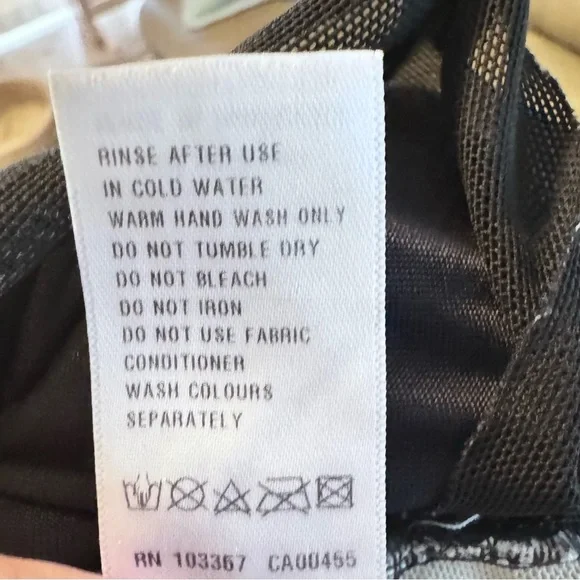 RINSE AFTER USE
IN COLD WATER
WARM HAND WASH ONLY
DO NOT TUMBLE DRY
DO NOT BLEACH
DO NOT IRON
DO NOT USE FABRIC
CONDITIONER
WASH COLOURS
SEPARATELY
RN 103367 CA00455